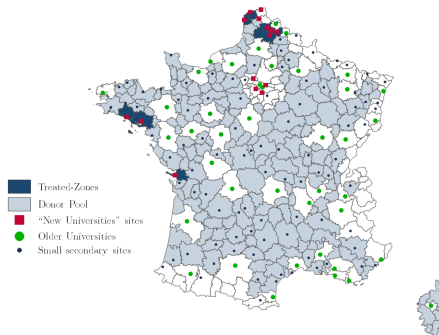 Treated-Zones
Donor Pool
"New Universities" sites
Older Universities
Small secondary sites